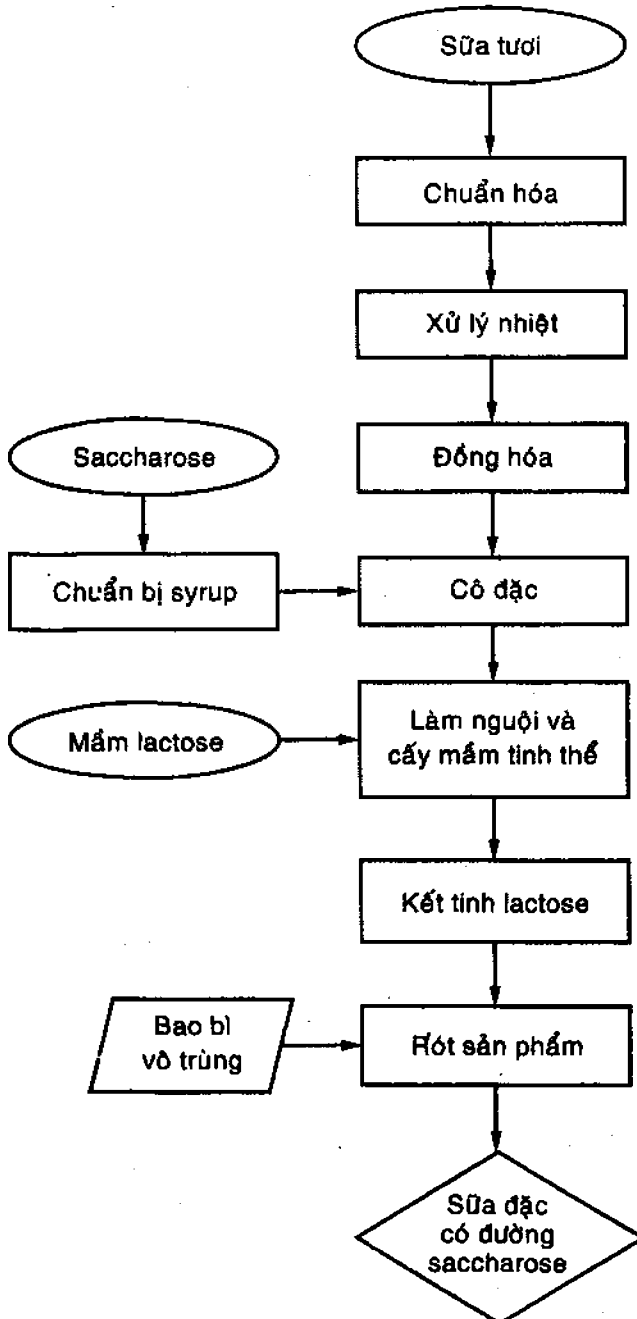 Sữa tươi
Chuẩn hóa
Xử lý nhiệt
Saccharose
Đồng hóa
Chuẩn bị syrup
Cô đặc
Mầm lactose
Làm nguội và
cấy mầm tinh thể
Kết tinh lactose
Bao bì
vô trùng
Rót sản phẩm
Sữa đặc
có đường
saccharose